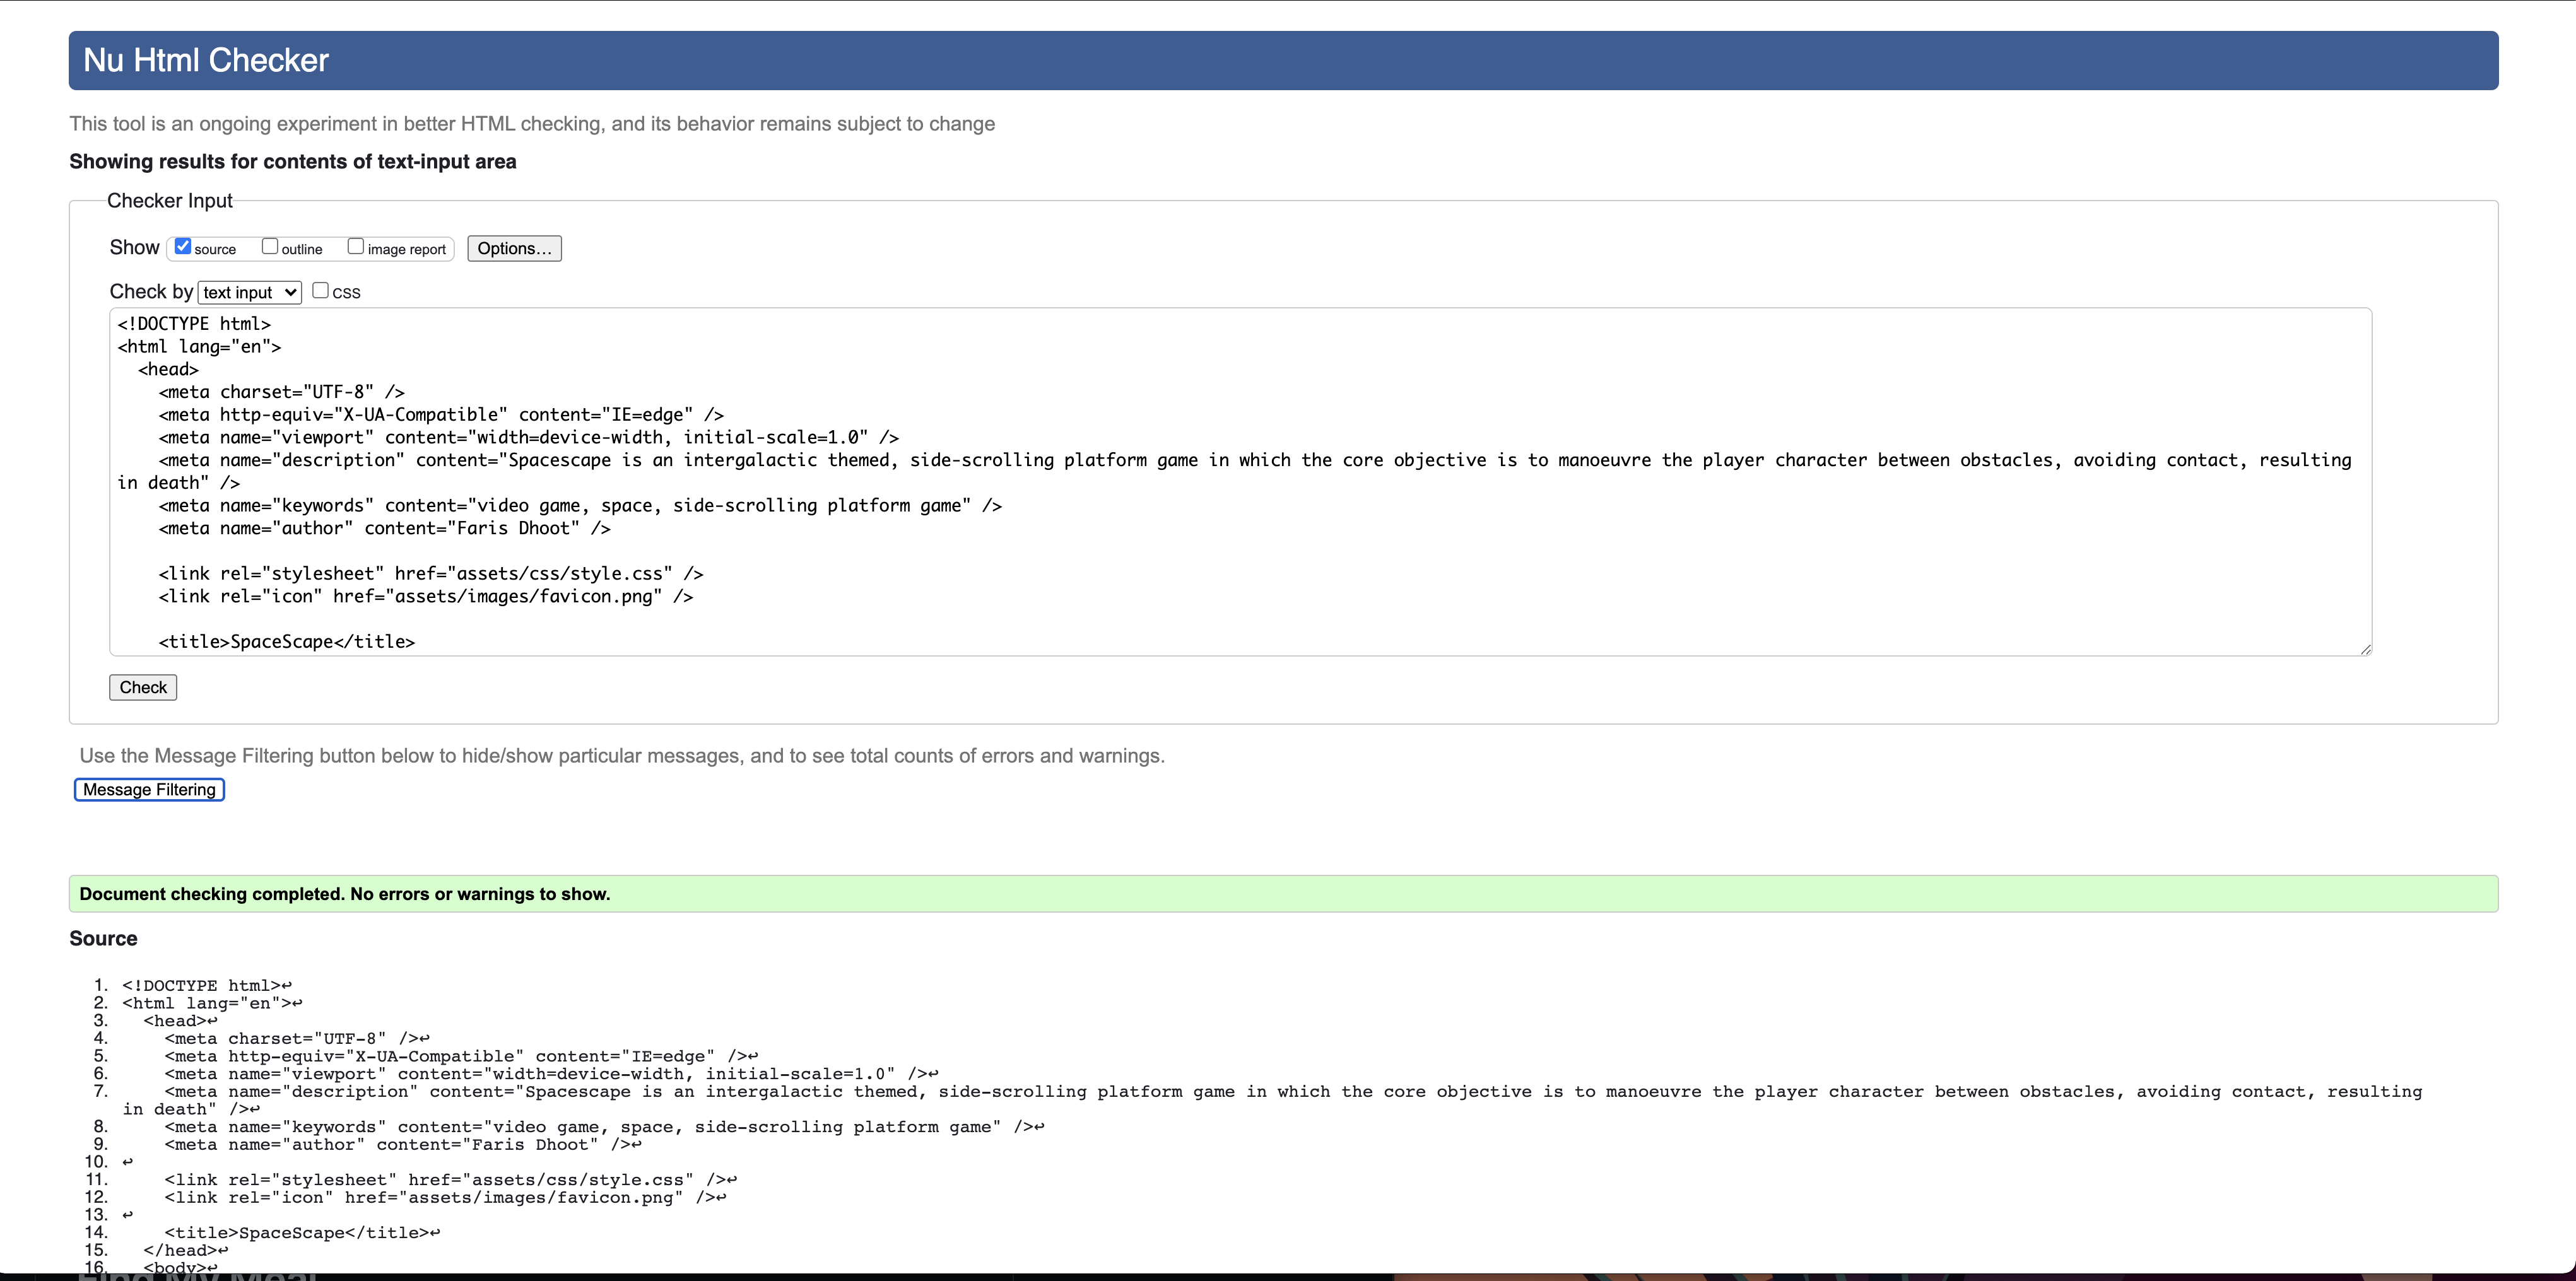 Nu Html Checker
This tool is an ongoing experiment in better HTML checking, and its behavior remains subject to change
Showing results for contents of text-input area
Checker Input
Show source outline image report Options...
Check by text input CSS
<!DOCTYPE html>
<html lang="en">
  <head>
    <meta charset="UTF-8" />
    <meta http-equiv="X-UA-Compatible" content="IE=edge" />
    <meta name="viewport" content="width=device-width, initial-scale=1.0" />
    <meta name="description" content="Spacescape is an intergalactic themed, side-scrolling platform game in which the core objective is to manoeuvre the player character between obstacles, avoiding contact, resulting
in death" />
    <meta name="keywords" content="video game, space, side-scrolling platform game" />
    <meta name="author" content="Faris Dhoot" />
    <link rel="stylesheet" href="assets/css/style.css" />
    <link rel="icon" href="assets/images/favicon.png" />
    <title>SpaceScape</title>
Check
Use the Message Filtering button below to hide/show particular messages, and to see total counts of errors and warnings.
Message Filtering
Document checking completed. No errors or warnings to show.
Source
1. <!DOCTYPE html>↩
2. <html lang="en">↩
3.   <head>↩
4.     <meta charset="UTF-8" />↩
5.     <meta http-equiv="X-UA-Compatible" content="IE=edge" />↩
6.     <meta name="viewport" content="width=device-width, initial-scale=1.0" />↩
7.     <meta name="description" content="Spacescape is an intergalactic themed, side-scrolling platform game in which the core objective is to manoeuvre the player character between obstacles, avoiding contact, resulting
in death" />↩
8.     <meta name="keywords" content="video game, space, side-scrolling platform game" />↩
9.     <meta name="author" content="Faris Dhoot" />↩
10. ↩
11.     <link rel="stylesheet" href="assets/css/style.css" />↩
12.     <link rel="icon" href="assets/images/favicon.png" />↩
13. ↩
14.     <title>SpaceScape</title>↩
15.   </head>↩
16.   <body>↩
Find My Meal